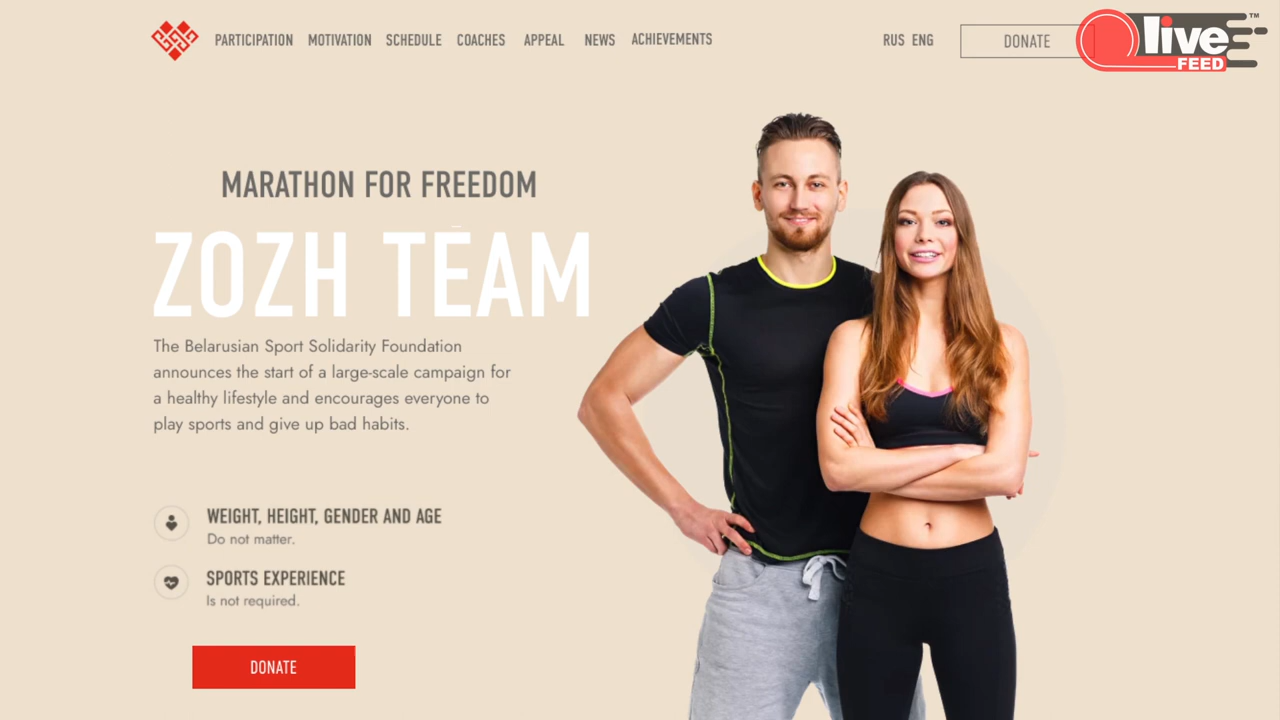 PARTICIPATION MOTIVATION SCHEDULE COACHES APPEAL NEWS ACHIEVEMENTS RUS ENG DONATE
live
FEED
TM
MARATHON FOR FREEDOM
ZOZH TEAM
The Belarusian Sport Solidarity Foundation
announces the start of a large-scale campaign for
a healthy lifestyle and encourages everyone to
play sports and give up bad habits.
WEIGHT, HEIGHT, GENDER AND AGE
Do not matter.
SPORTS EXPERIENCE
Is not required.
DONATE